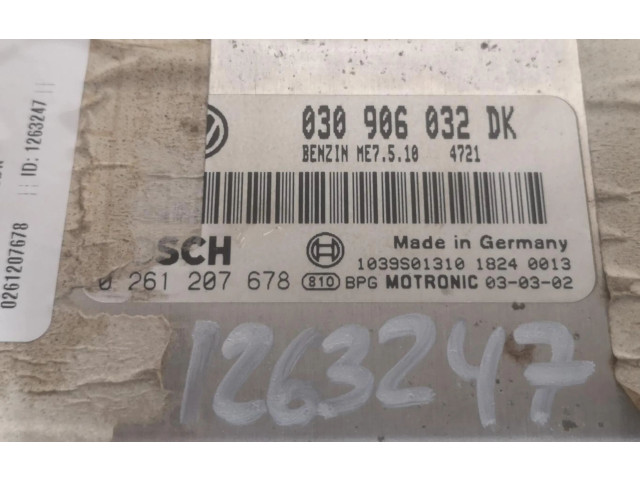 030 906 032 DK
BENZIN ME7.5.10 4721
SCH
Made in Germany
1039S01310 1824 0013
0 261 207 678 810 BPG MOTRONIC 03-03-02
1263247
0261207678
ID: 1263247